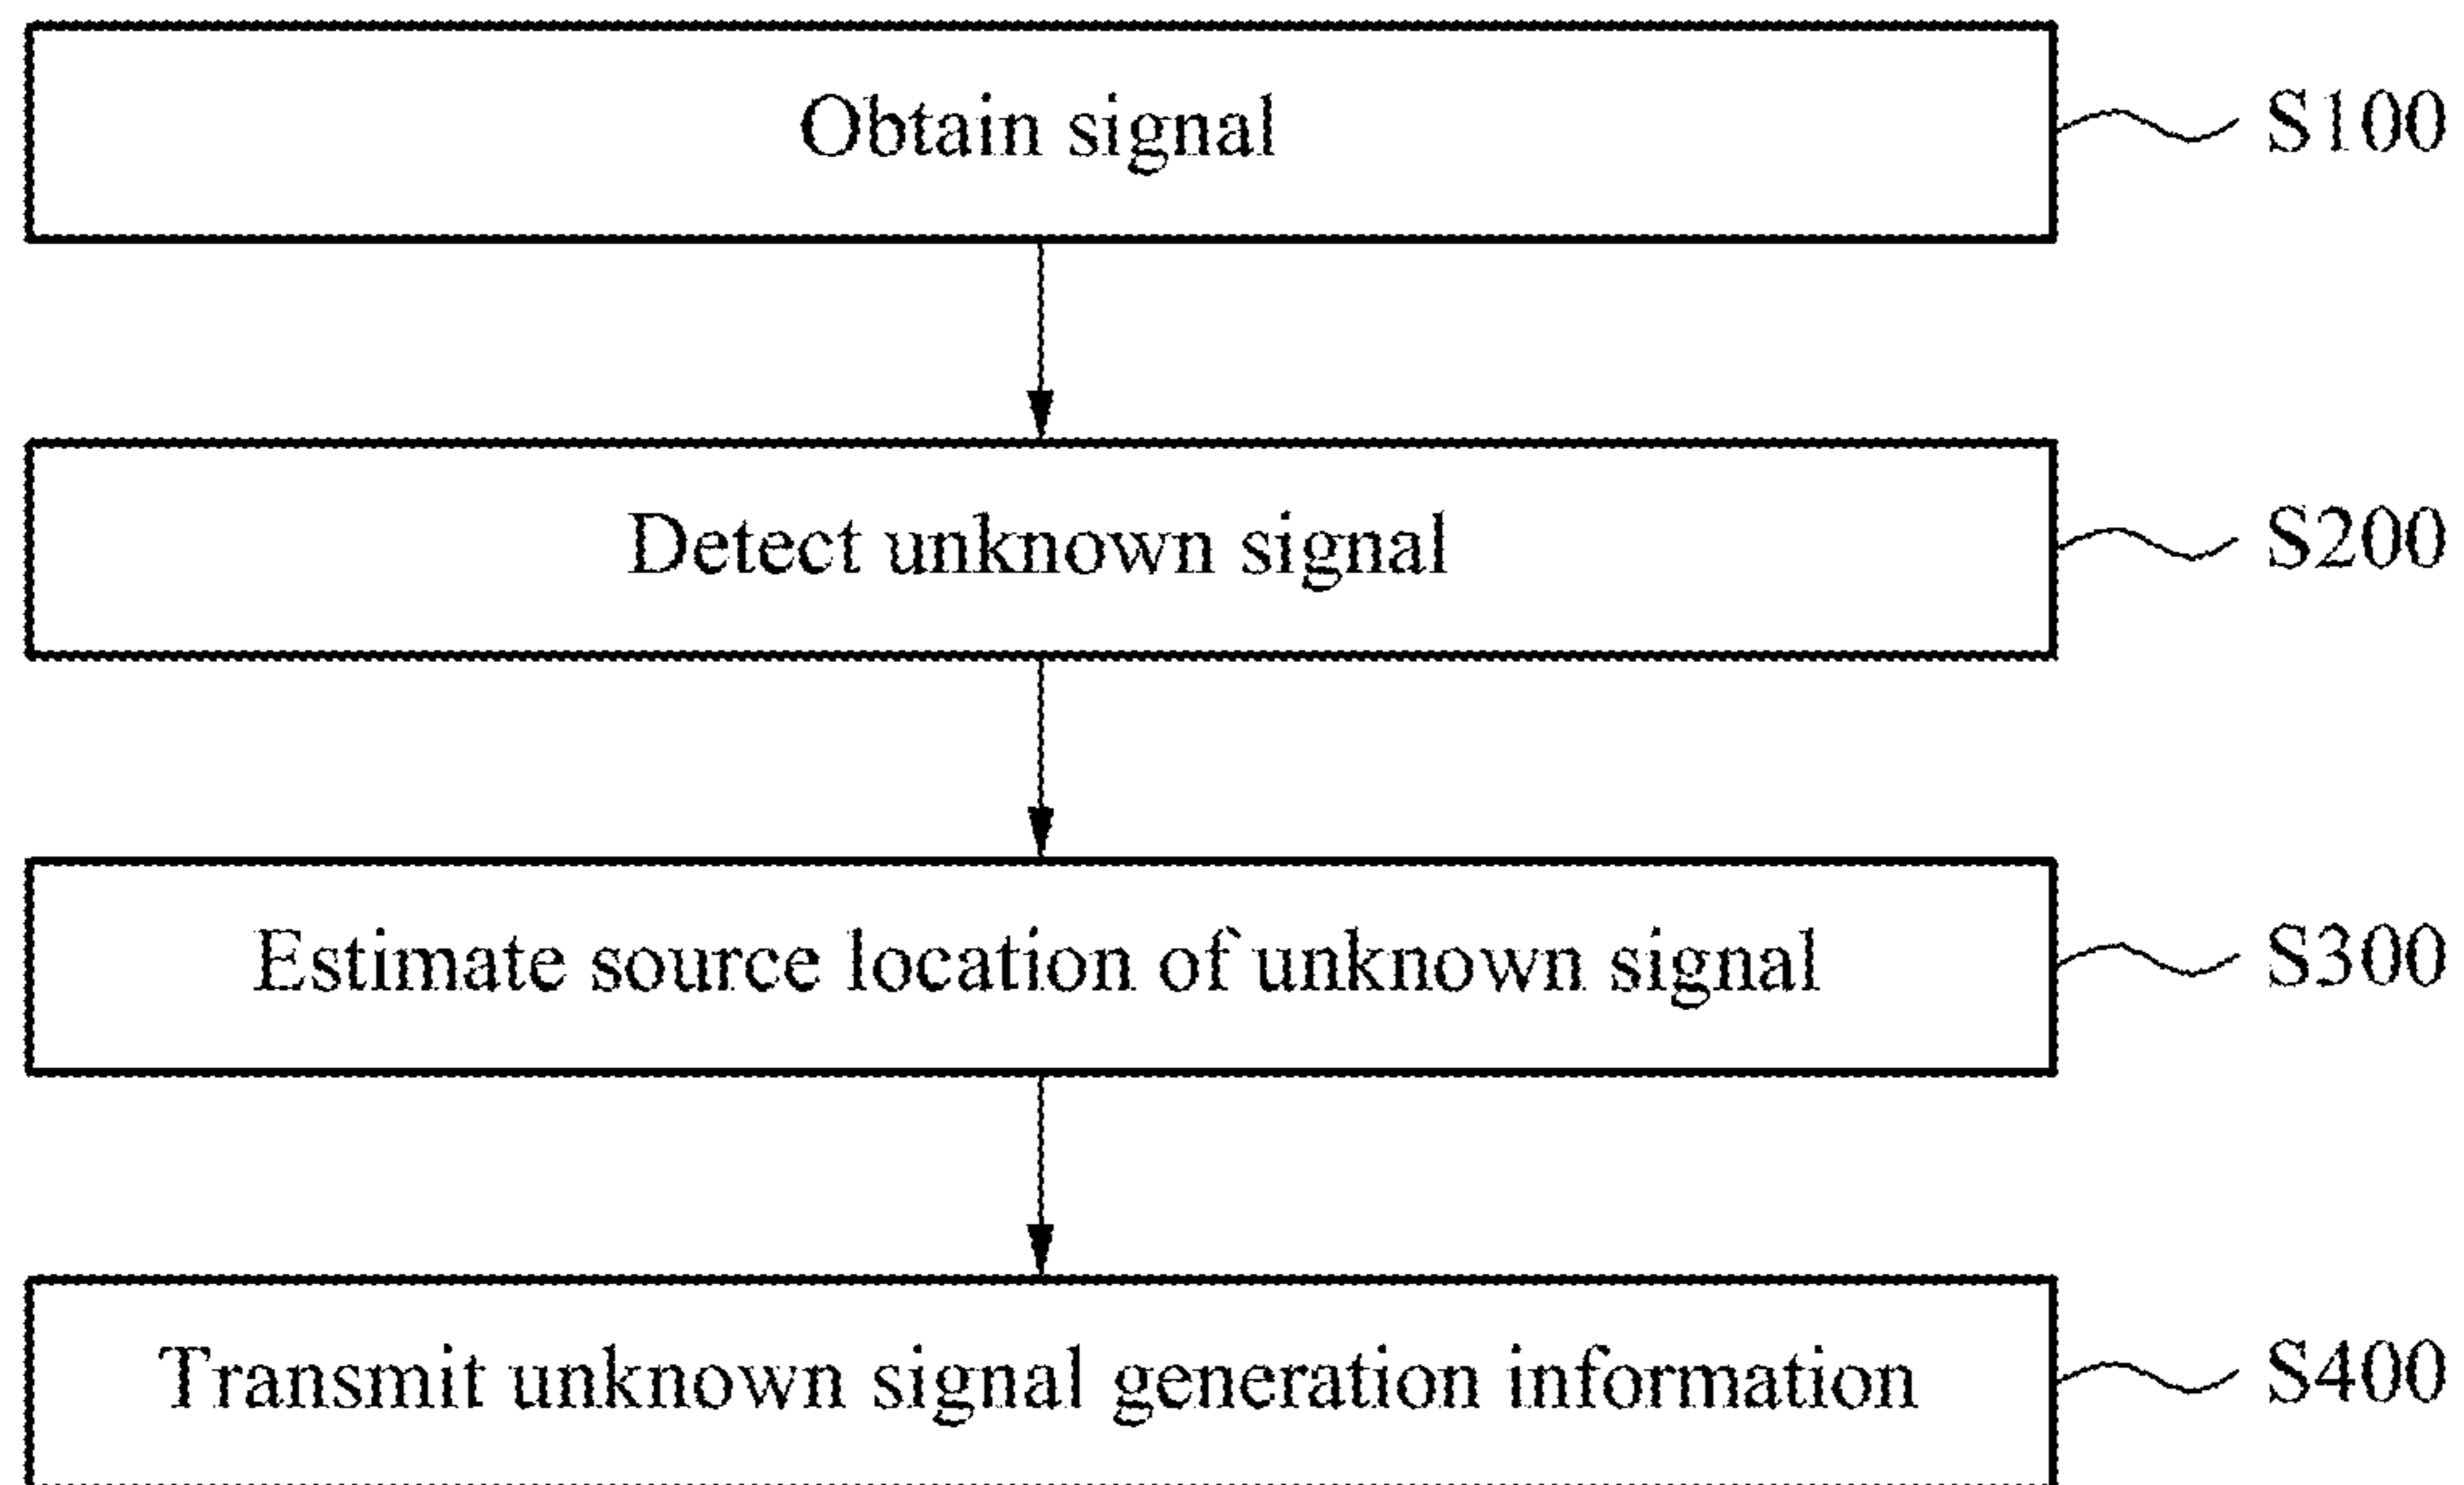 Obtain signal
S100
Detect unknown signal
S200
Estimate source location of unknown signal
S300
Transmit unknown signal generation information
S400